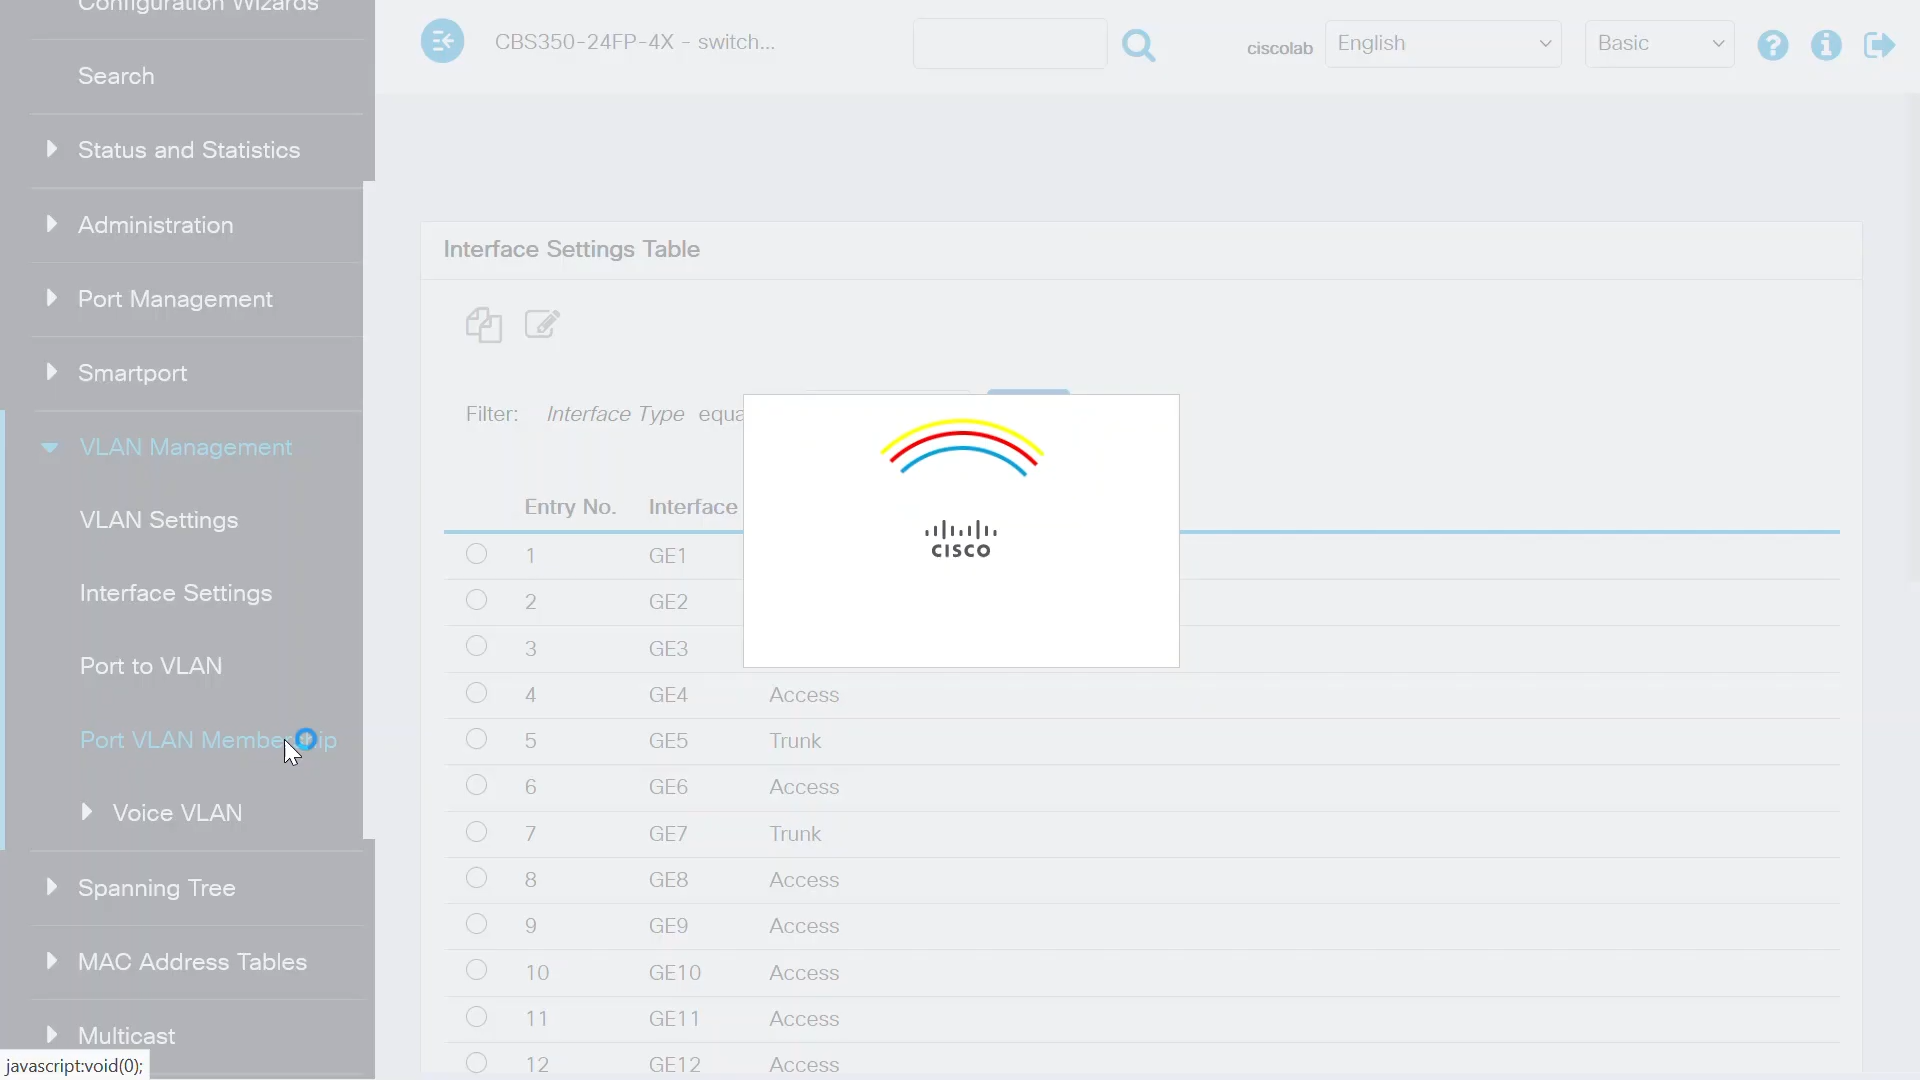 Configuration Wizards
Search
Status and Statistics
Administration
Port Management
Smartport
VLAN Management
VLAN Settings
Interface Settings
Port to VLAN
Port VLAN Membership
Voice VLAN
Spanning Tree
MAC Address Tables
Multicast
javascript:void(0);
CBS350-24FP-4X - switch...
ciscolab
English
Basic
Interface Settings Table
Filter: Interface Type equa
Entry No. Interface
1 GE1
2 GE2
3 GE3
4 GE4 Access
5 GE5 Trunk
6 GE6 Access
7 GE7 Trunk
8 GE8 Access
9 GE9 Access
10 GE10 Access
11 GE11 Access
12 GE12 Access
CISCO